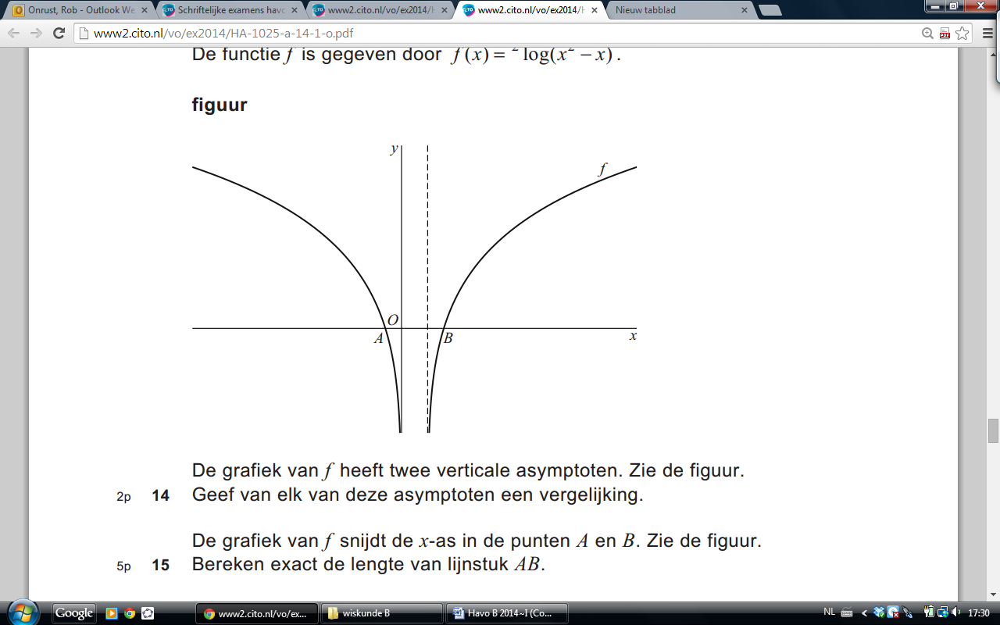 Onrust, Rob - Outlook We
Schriftelijke examens havo
www2.cito.nl/vo/ex2014/H
www2.cito.nl/vo/ex2014/H
Nieuw tabblad
www2.cito.nl/vo/ex2014/HA-1025-a-14-1-o.pdf
De functie f is gegeven door f(x) = ²log(x² − x).
figuur
y
f
O
A
B
x
De grafiek van f heeft twee verticale asymptoten. Zie de figuur.
2p 14 Geef van elk van deze asymptoten een vergelijking.
De grafiek van f snijdt de x-as in de punten A en B. Zie de figuur.
5p 15 Bereken exact de lengte van lijnstuk AB.
Google
www2.cito.nl/vo/ex...
wiskunde B
Havo B 2014~I (Co...
NL
17:30